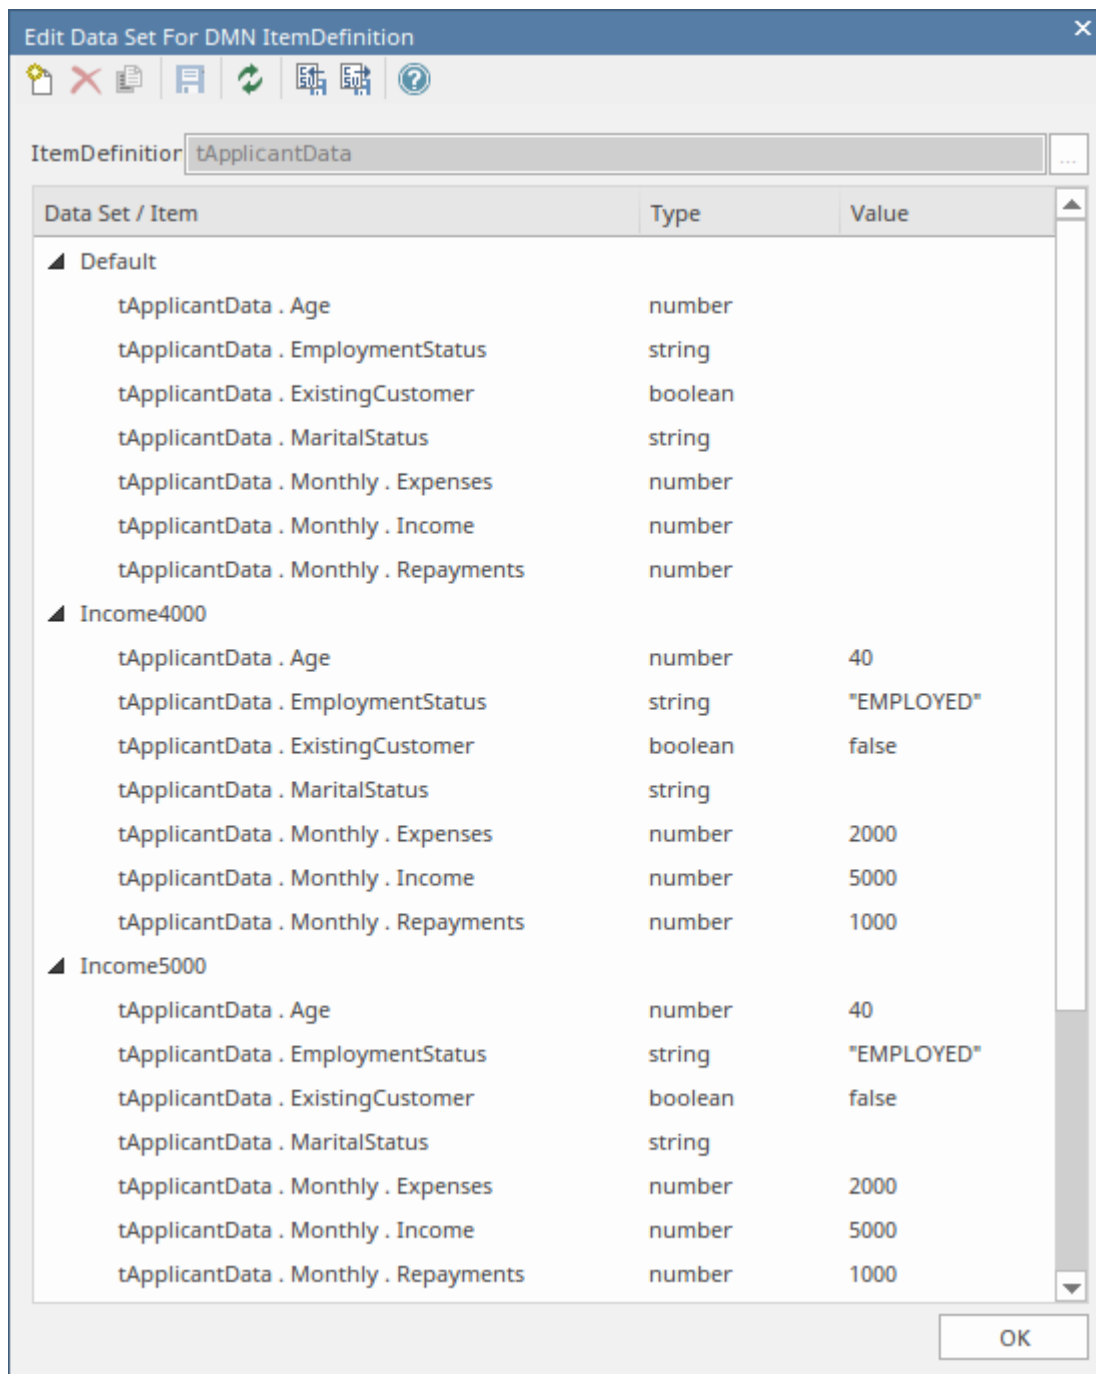 Edit Data Set For DMN ItemDefinition
ItemDefinition tApplicantData ...
Data Set / Item Type Value
Default
tApplicantData . Age number
tApplicantData . EmploymentStatus string
tApplicantData . ExistingCustomer boolean
tApplicantData . MaritalStatus string
tApplicantData . Monthly . Expenses number
tApplicantData . Monthly . Income number
tApplicantData . Monthly . Repayments number
Income4000
tApplicantData . Age number 40
tApplicantData . EmploymentStatus string "EMPLOYED"
tApplicantData . ExistingCustomer boolean false
tApplicantData . MaritalStatus string
tApplicantData . Monthly . Expenses number 2000
tApplicantData . Monthly . Income number 5000
tApplicantData . Monthly . Repayments number 1000
Income5000
tApplicantData . Age number 40
tApplicantData . EmploymentStatus string "EMPLOYED"
tApplicantData . ExistingCustomer boolean false
tApplicantData . MaritalStatus string
tApplicantData . Monthly . Expenses number 2000
tApplicantData . Monthly . Income number 5000
tApplicantData . Monthly . Repayments number 1000
OK